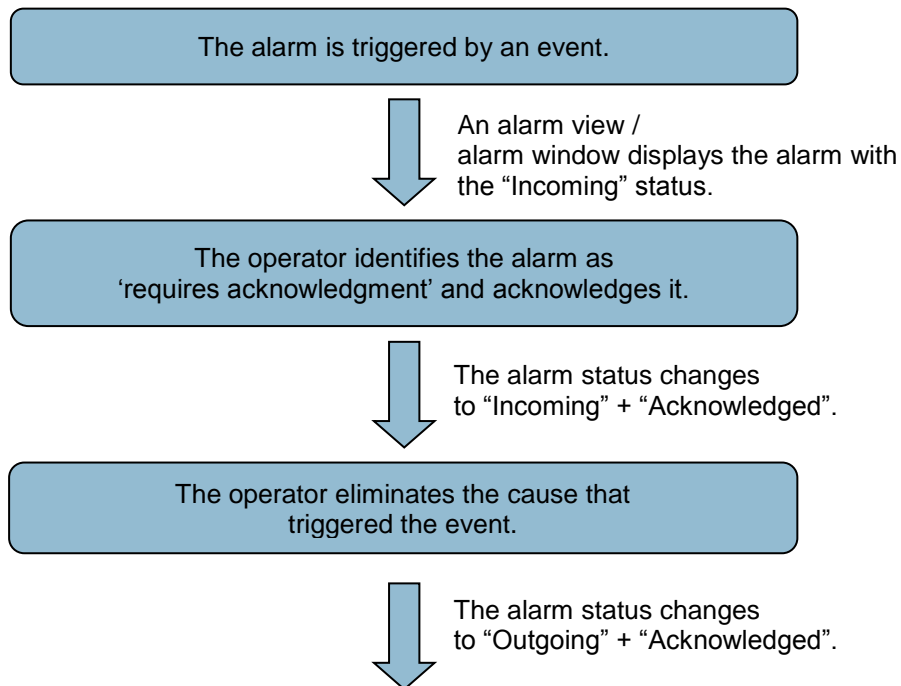 The alarm is triggered by an event.
An alarm view /
alarm window displays the alarm with
the “Incoming” status.
The operator identifies the alarm as
‘requires acknowledgment’ and acknowledges it.
The alarm status changes
to “Incoming” + “Acknowledged”.
The operator eliminates the cause that
triggered the event.
The alarm status changes
to “Outgoing” + “Acknowledged”.